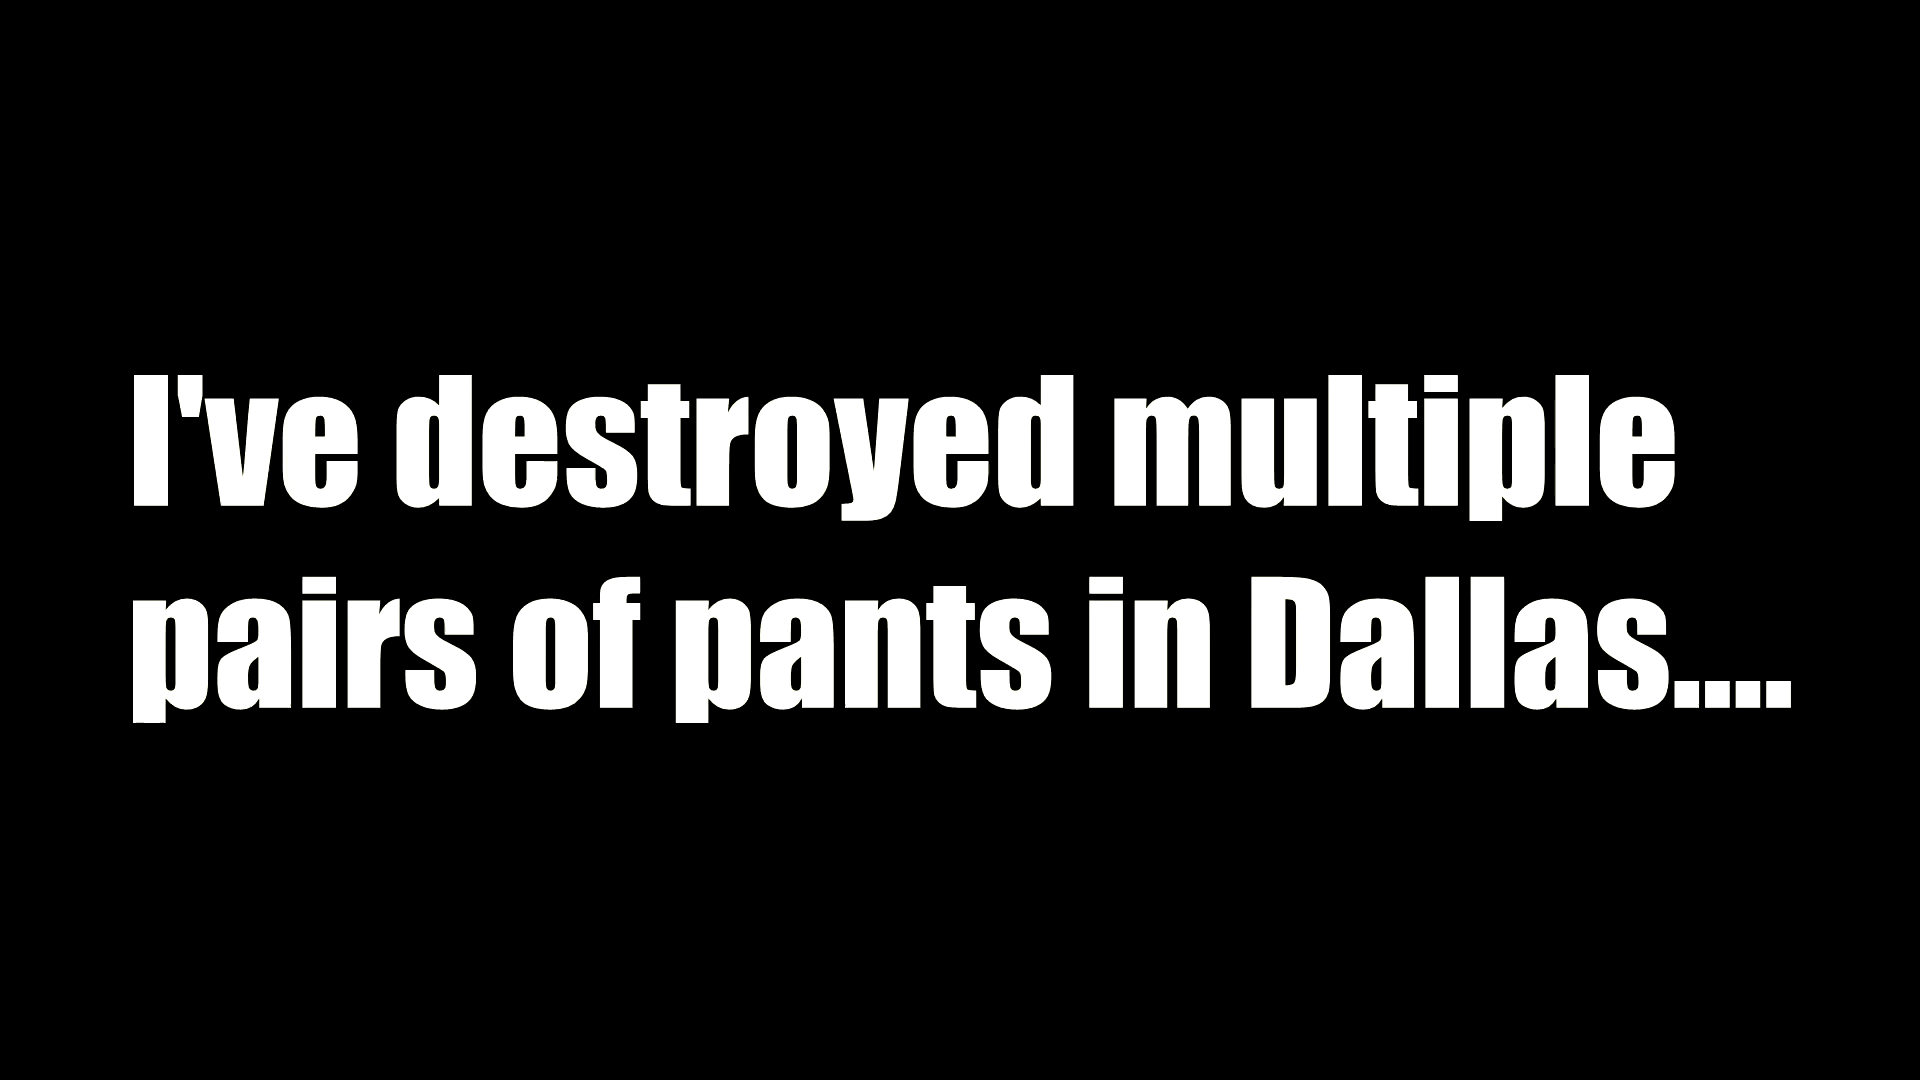 I've destroyed multiple
pairs of pants in Dallas....